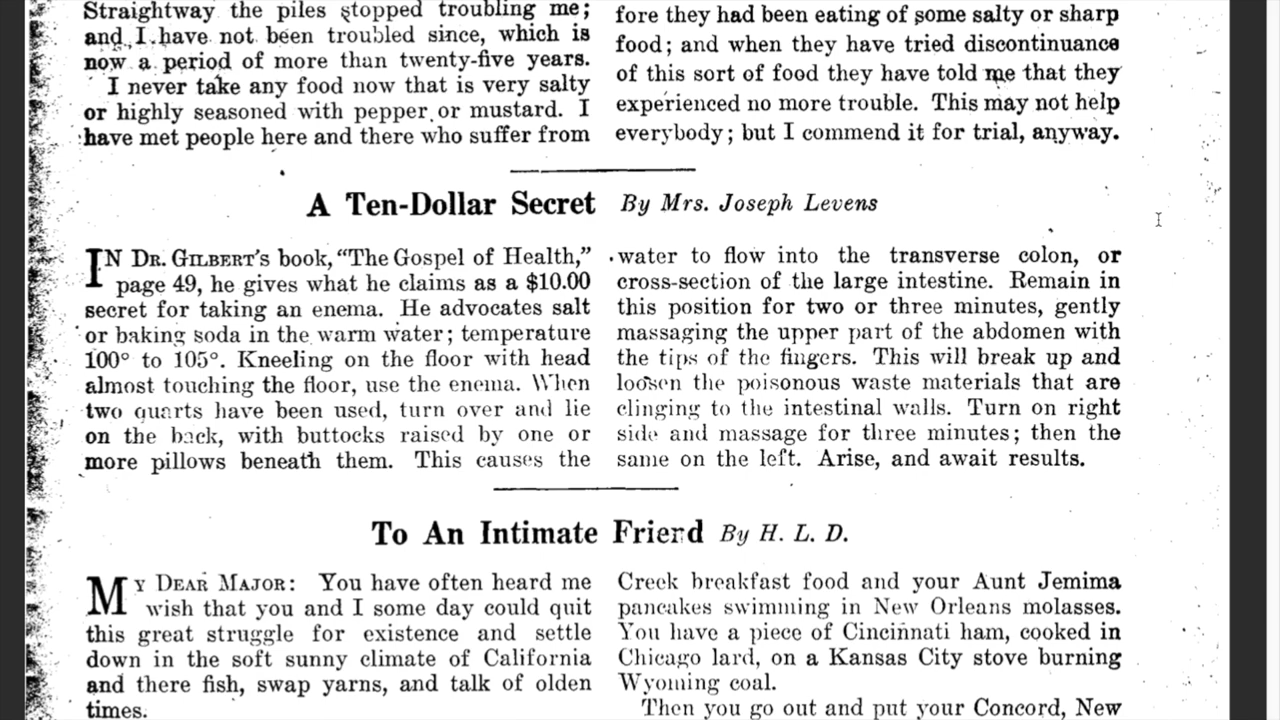 Straightway the piles stopped troubling me;
and I have not been troubled since, which is
now a period of more than twenty-five years.
I never take any food now that is very salty
or highly seasoned with pepper or mustard. I
have met people here and there who suffer from
fore they had been eating of some salty or sharp
food; and when they have tried discontinuance
of this sort of food they have told me that they
experienced no more trouble. This may not help
everybody; but I commend it for trial, anyway.
A Ten-Dollar Secret By Mrs. Joseph Levens
IN DR. GILBERT'S book, "The Gospel of Health,"
page 49, he gives what he claims as a $10.00
secret for taking an enema. He advocates salt
or baking soda in the warm water; temperature
100° to 105°. Kneeling on the floor with head
almost touching the floor, use the enema. When
two quarts have been used, turn over and lie
on the back, with buttocks raised by one or
more pillows beneath them. This causes the
water to flow into the transverse colon, or
cross-section of the large intestine. Remain in
this position for two or three minutes, gently
massaging the upper part of the abdomen with
the tips of the fingers. This will break up and
loosen the poisonous waste materials that are
clinging to the intestinal walls. Turn on right
side and massage for three minutes; then the
same on the left. Arise, and await results.
To An Intimate Friend By H. L. D.
MY DEAR MAJOR: You have often heard me
wish that you and I some day could quit
this great struggle for existence and settle
down in the soft sunny climate of California
and there fish, swap yarns, and talk of olden
times.
Creek breakfast food and your Aunt Jemima
pancakes swimming in New Orleans molasses.
You have a piece of Cincinnati ham, cooked in
Chicago lard, on a Kansas City stove burning
Wyoming coal.
Then you go out and put your Concord, New